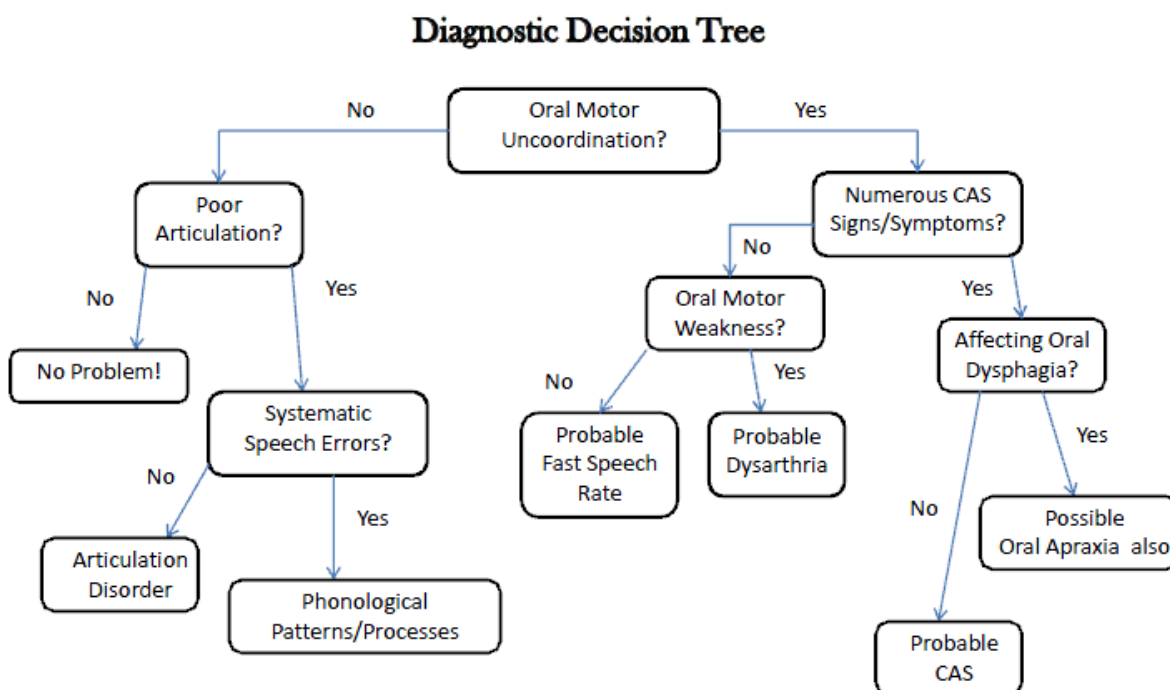 Diagnostic Decision Tree
No
Oral Motor
Uncoordination?
Yes
Poor
Articulation?
Numerous CAS
Signs/Symptoms?
No
Yes
No
Yes
No Problem!
Oral Motor
Weakness?
Affecting Oral
Dysphagia?
Systematic
Speech Errors?
No
Yes
No
Yes
Probable
Fast Speech
Rate
Probable
Dysarthria
No
Yes
Articulation
Disorder
Phonological
Patterns/Processes
Possible
Oral Apraxia also
Probable
CAS